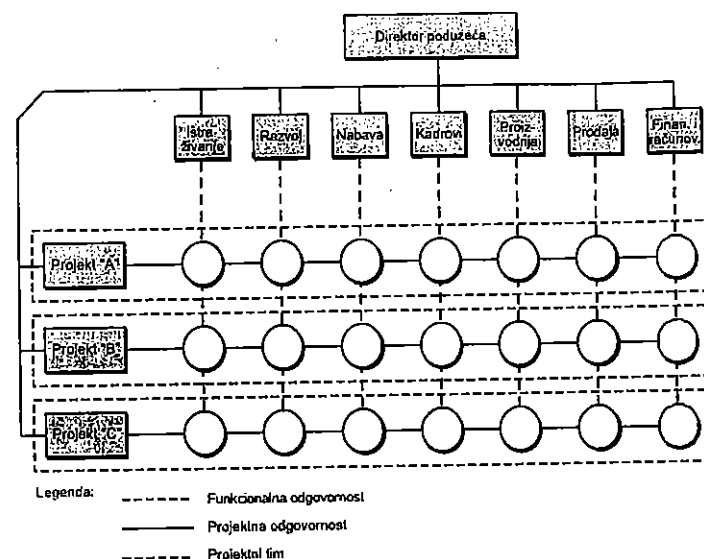 Direktor poduzeća
Istra-
živanje
Razvoj
Nabava
Kadrovi
Proiz-
vodnja
Prodaja
Finan.
računov.
Projekt "A"
Projekt "B"
Projekt "C"
Legenda:
Funkcionalna odgovornost
Projektna odgovornost
Projektni tim